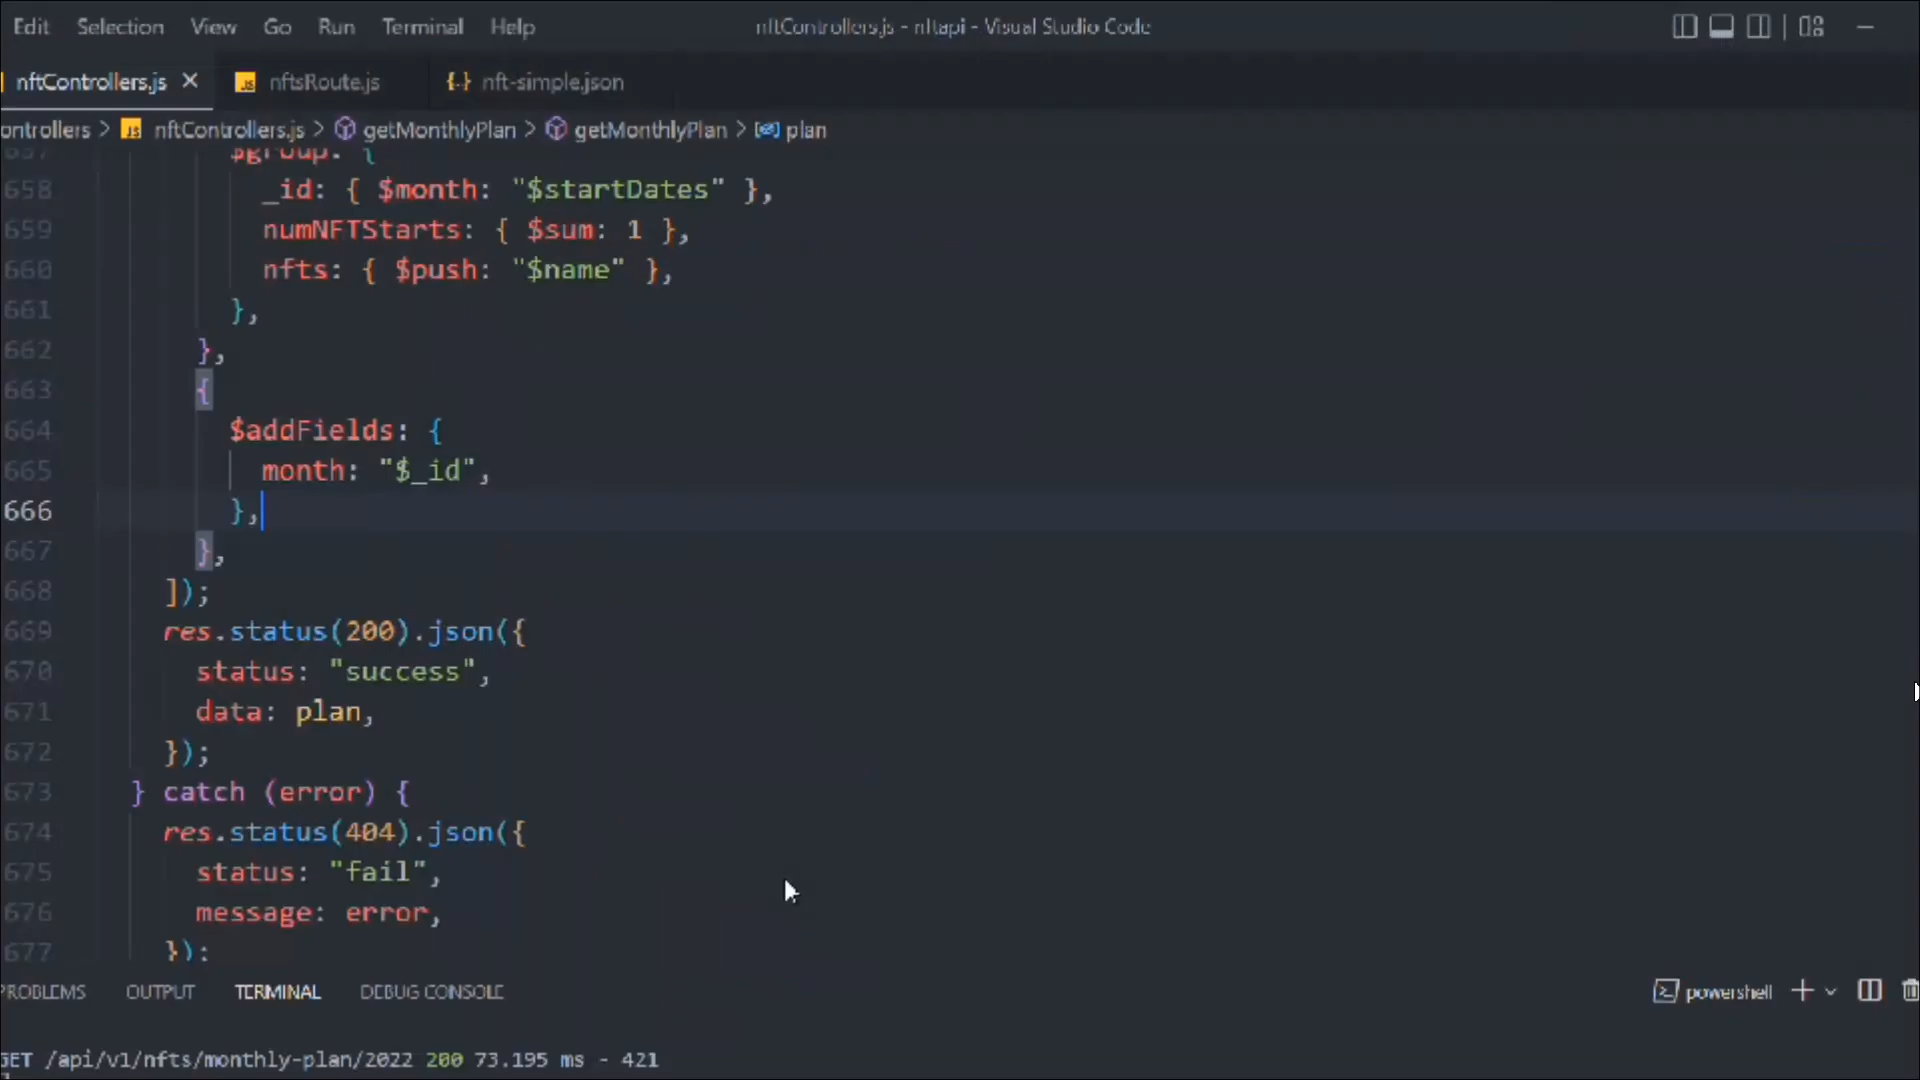 Edit Selection View Go Run Terminal Help nftControllers.js - nftapi - Visual Studio Code
nftControllers.js nftsRoute.js {..} nft-simple.json
ontrollers > JS nftControllers.js > getMonthlyPlan > getMonthlyPlan > plan
657 $group: {
658 _id: { $month: "$startDates" },
659 numNFTStarts: { $sum: 1 },
660 nfts: { $push: "$name" },
661 },
662 },
663 {
664 $addFields: {
665 month: "$_id",
666 },
667 },
668 ]);
669 res.status(200).json({
670 status: "success",
671 data: plan,
672 });
673 } catch (error) {
674 res.status(404).json({
675 status: "fail",
676 message: error,
677 });
PROBLEMS OUTPUT TERMINAL DEBUG CONSOLE powershell
GET /api/v1/nfts/monthly-plan/2022 200 73.195 ms - 421